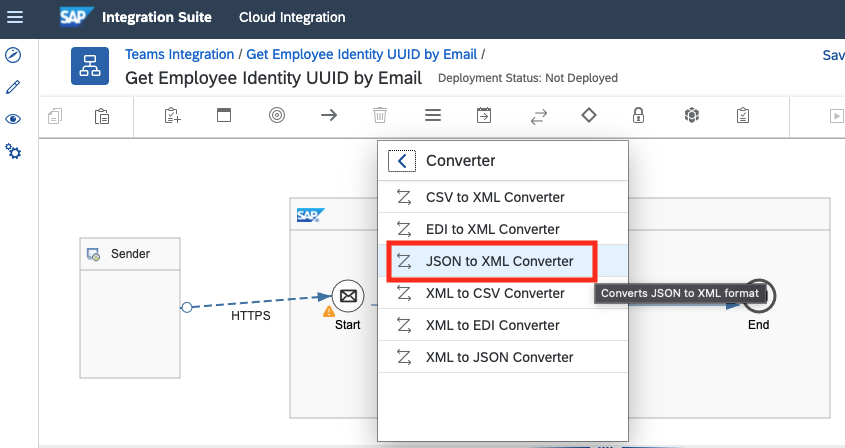 SAP Integration Suite Cloud Integration
Teams Integration / Get Employee Identity UUID by Email /
Sav
Get Employee Identity UUID by Email Deployment Status: Not Deployed
Converter
CSV to XML Converter
SAP
EDI to XML Converter
Sender
JSON to XML Converter
XML to CSV Converter
Converts JSON to XML format
HTTPS
Start
XML to EDI Converter
End
XML to JSON Converter